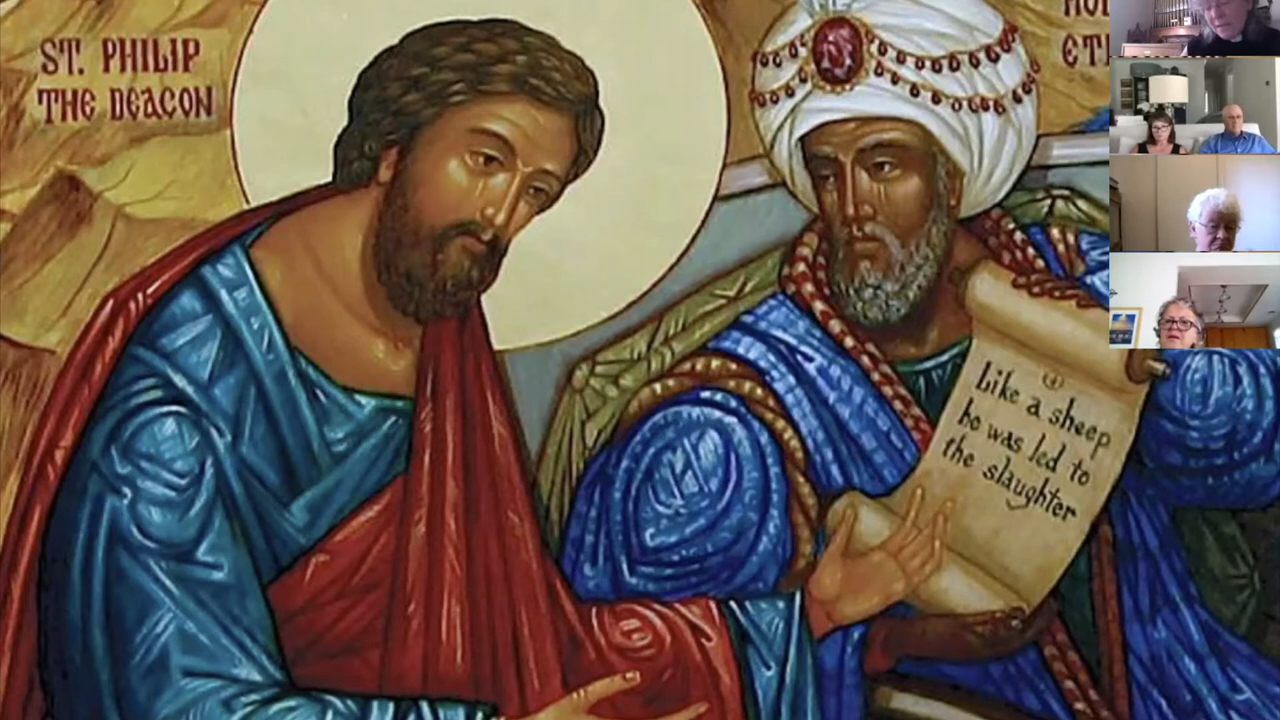 ST. PHILIP
THE DEACON
Like a sheep
he was led to
the slaughter